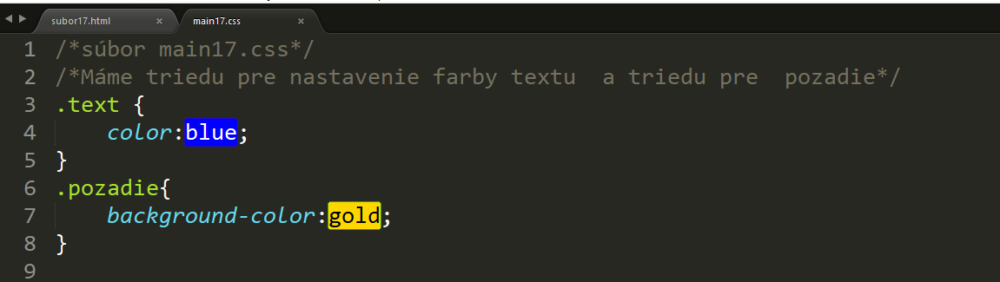 subor17.html × main17.css ×
1 /*súbor main17.css*/
2 /*Máme triedu pre nastavenie farby textu  a triedu pre  pozadie*/
3 .text {
4     color:blue;
5 }
6 .pozadie{
7     background-color:gold;
8 }
9